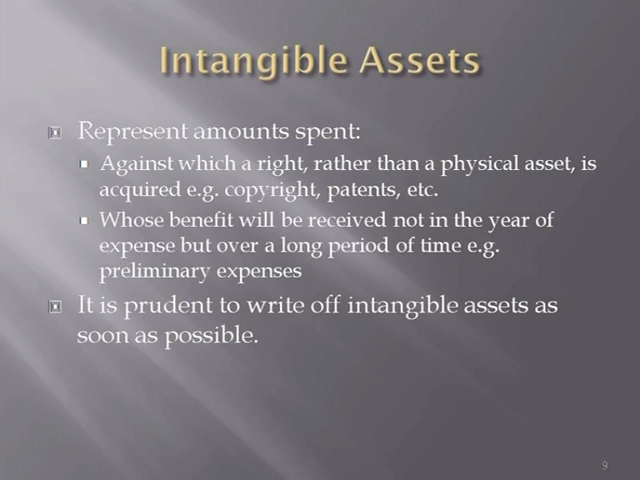 Intangible Assets
Represent amounts spent:
Against which a right, rather than a physical asset, is
acquired e.g. copyright, patents, etc.
Whose benefit will be received not in the year of
expense but over a long period of time e.g.
preliminary expenses
It is prudent to write off intangible assets as
soon as possible.
9